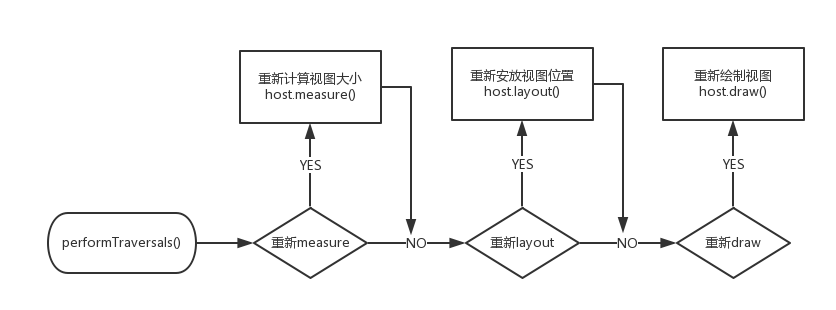 重新计算视图大小
host.measure()
重新安放视图位置
host.layout()
重新绘制视图
host.draw()
YES
YES
YES
performTraversals()
重新measure
NO
重新layout
NO
重新draw